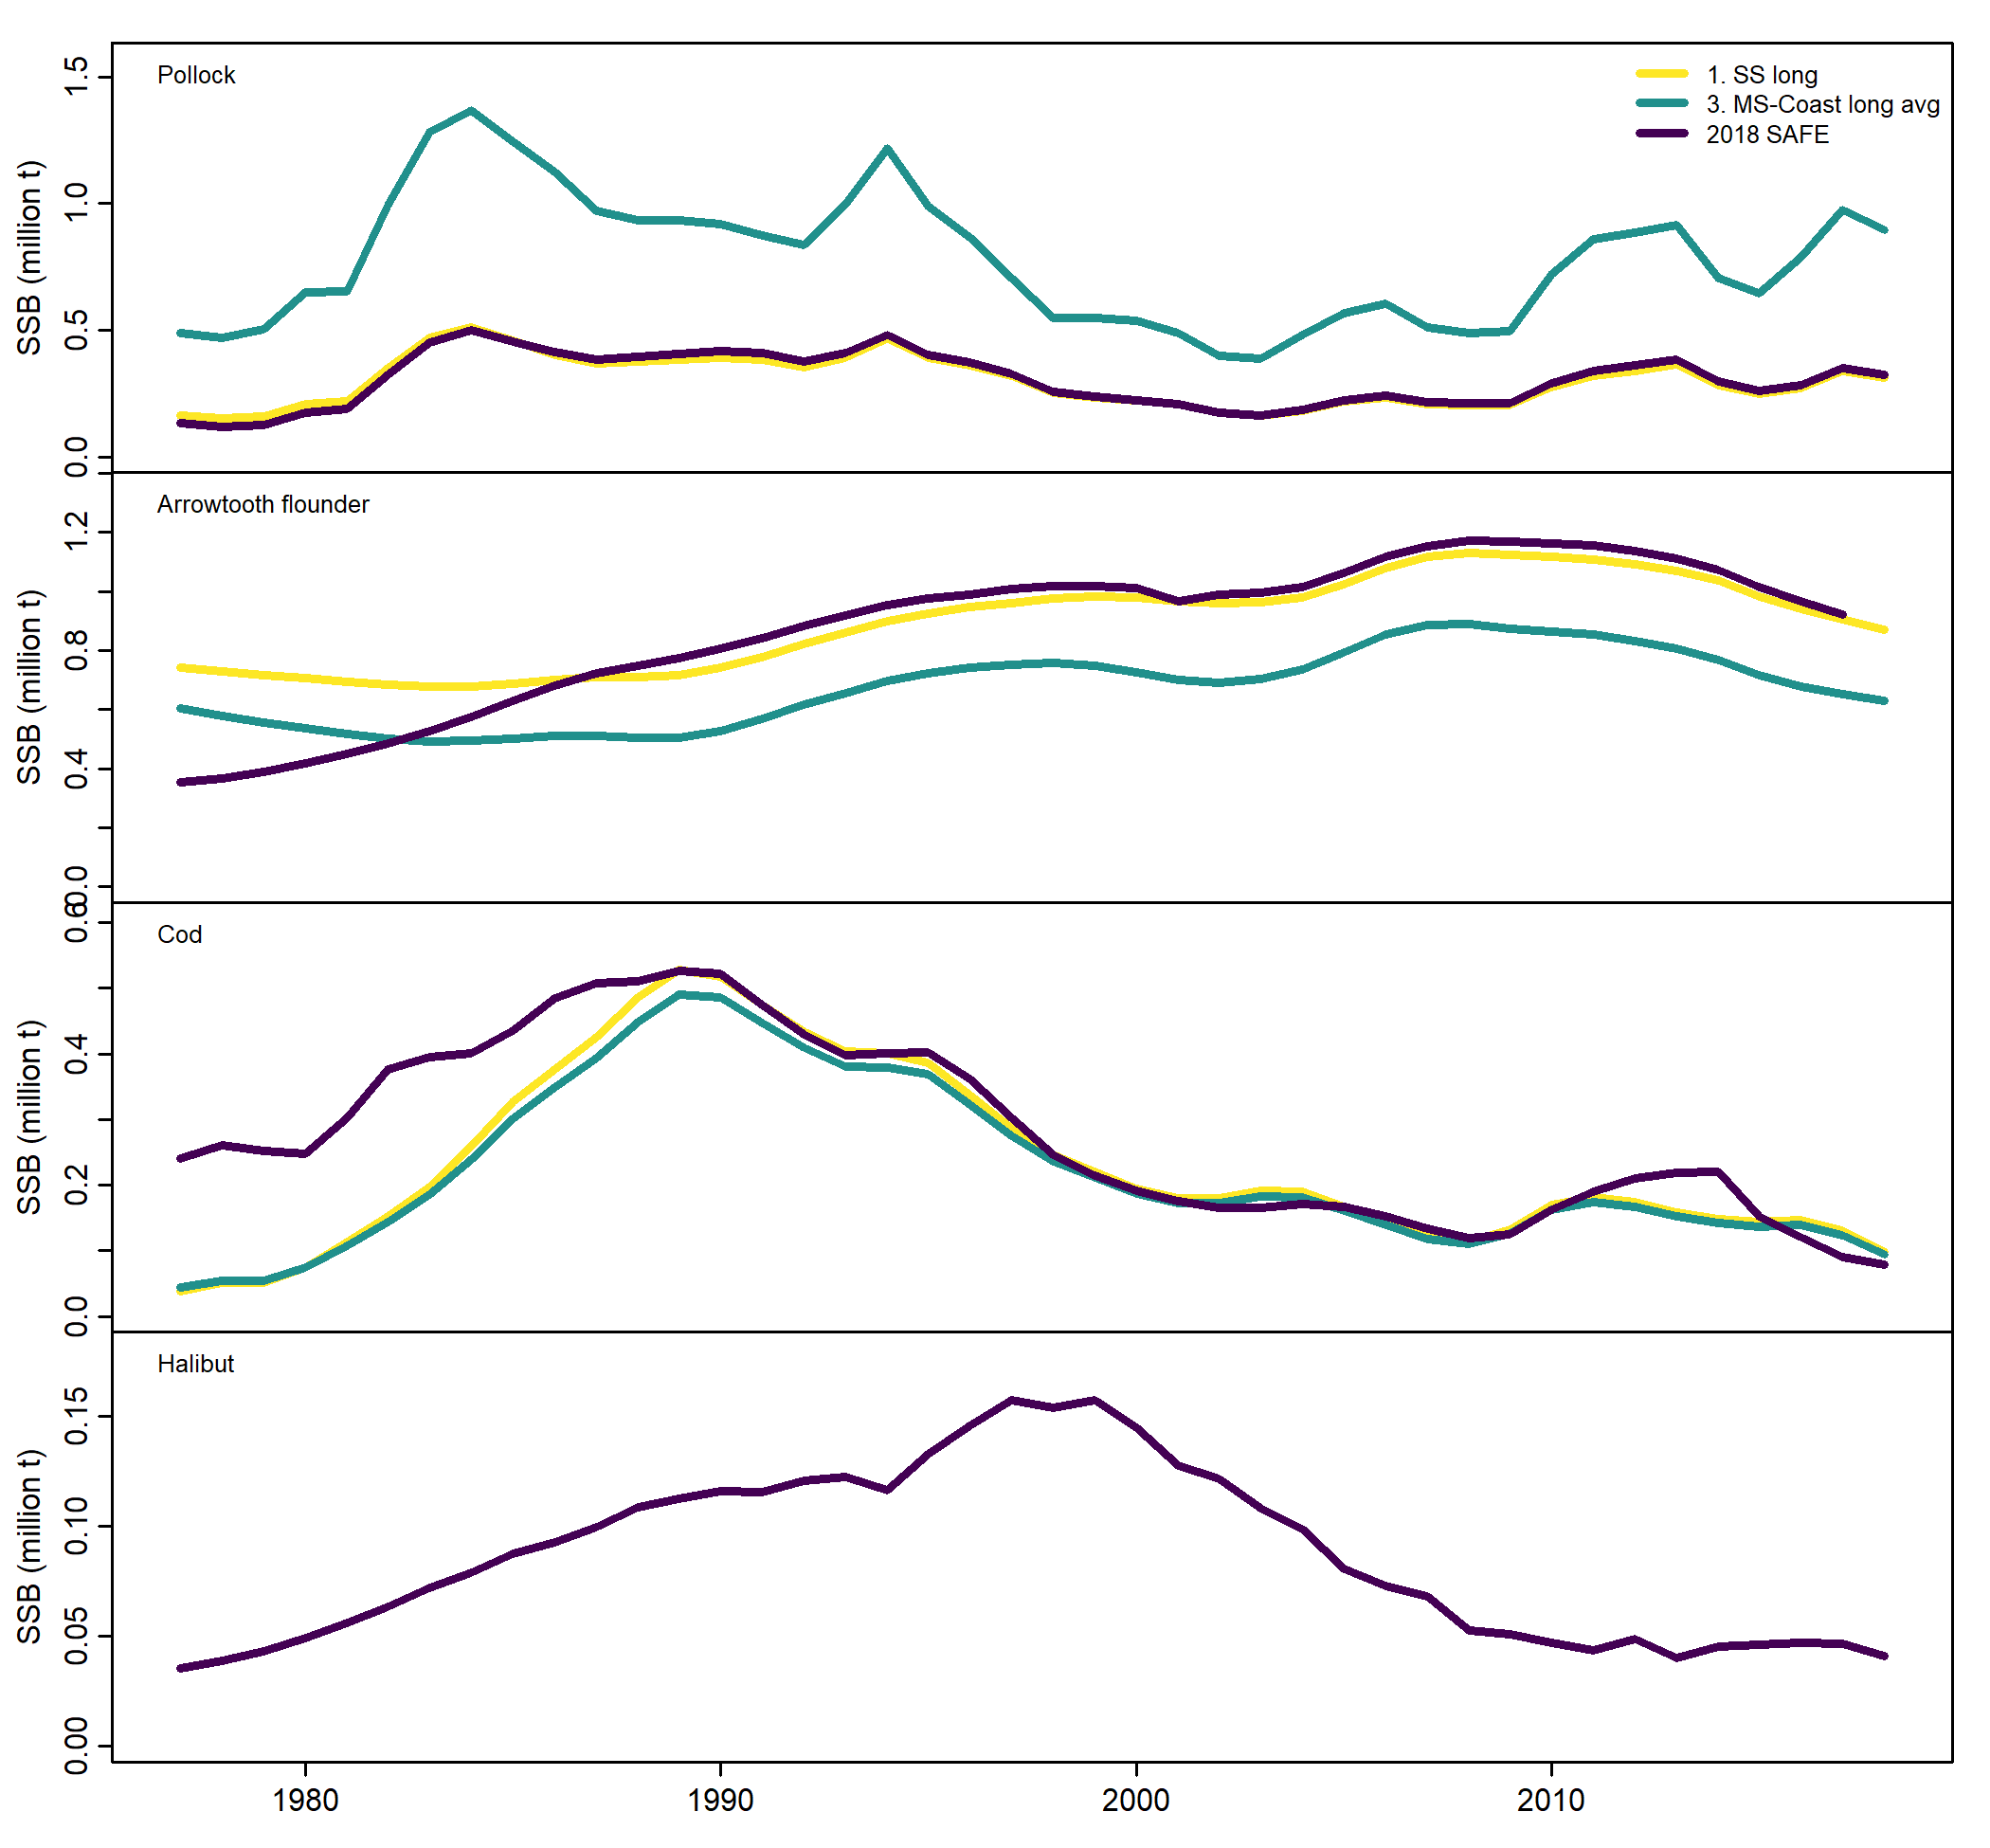 Pollock
1. SS long
3. MS-Coast long avg
2018 SAFE
SSB (million t)
1.5
1.0
0.5
0.0
Arrowtooth flounder
SSB (million t)
1.2
0.8
0.4
0.0
Cod
SSB (million t)
0.6
0.4
0.2
0.0
Halibut
SSB (million t)
0.15
0.10
0.05
0.00
1980 1990 2000 2010